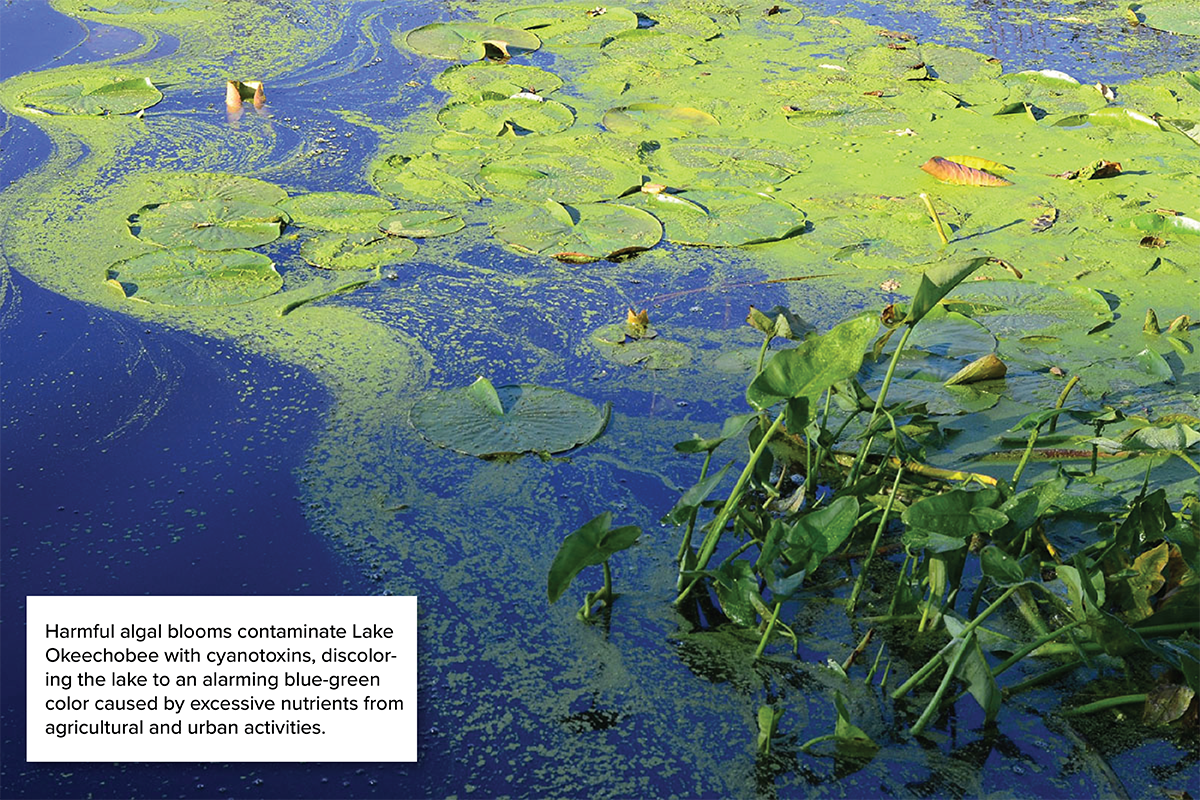 Harmful algal blooms contaminate Lake
Okeechobee with cyanotoxins, discolor-
ing the lake to an alarming blue-green
color caused by excessive nutrients from
agricultural and urban activities.